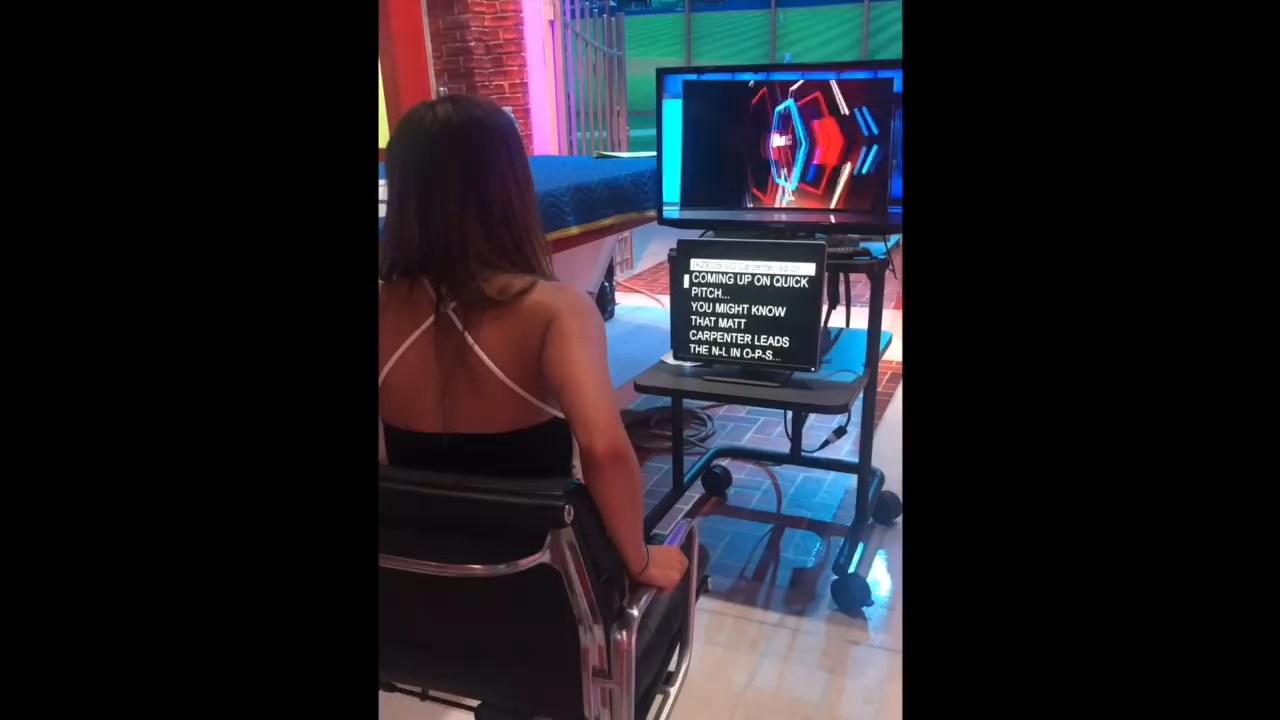 COMING UP ON QUICK
PITCH...
YOU MIGHT KNOW
THAT MATT
CARPENTER LEADS
THE N-L IN O-P-S...